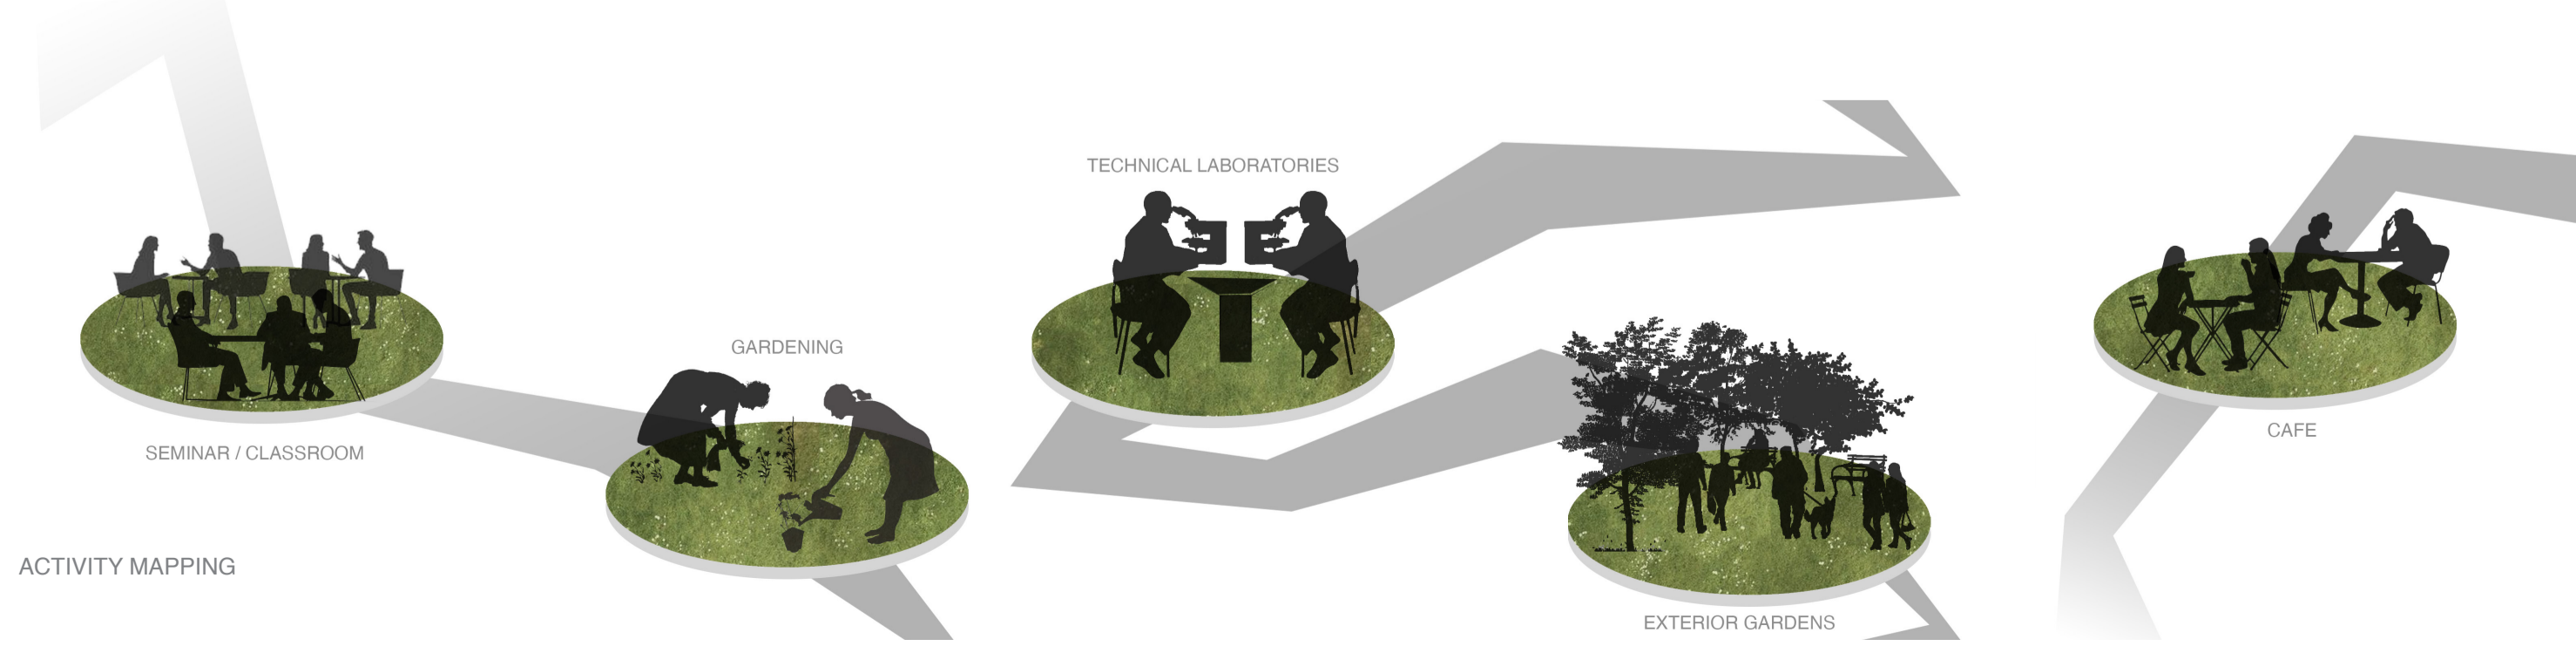 TECHNICAL LABORATORIES
GARDENING
CAFE
SEMINAR / CLASSROOM
ACTIVITY MAPPING
EXTERIOR GARDENS